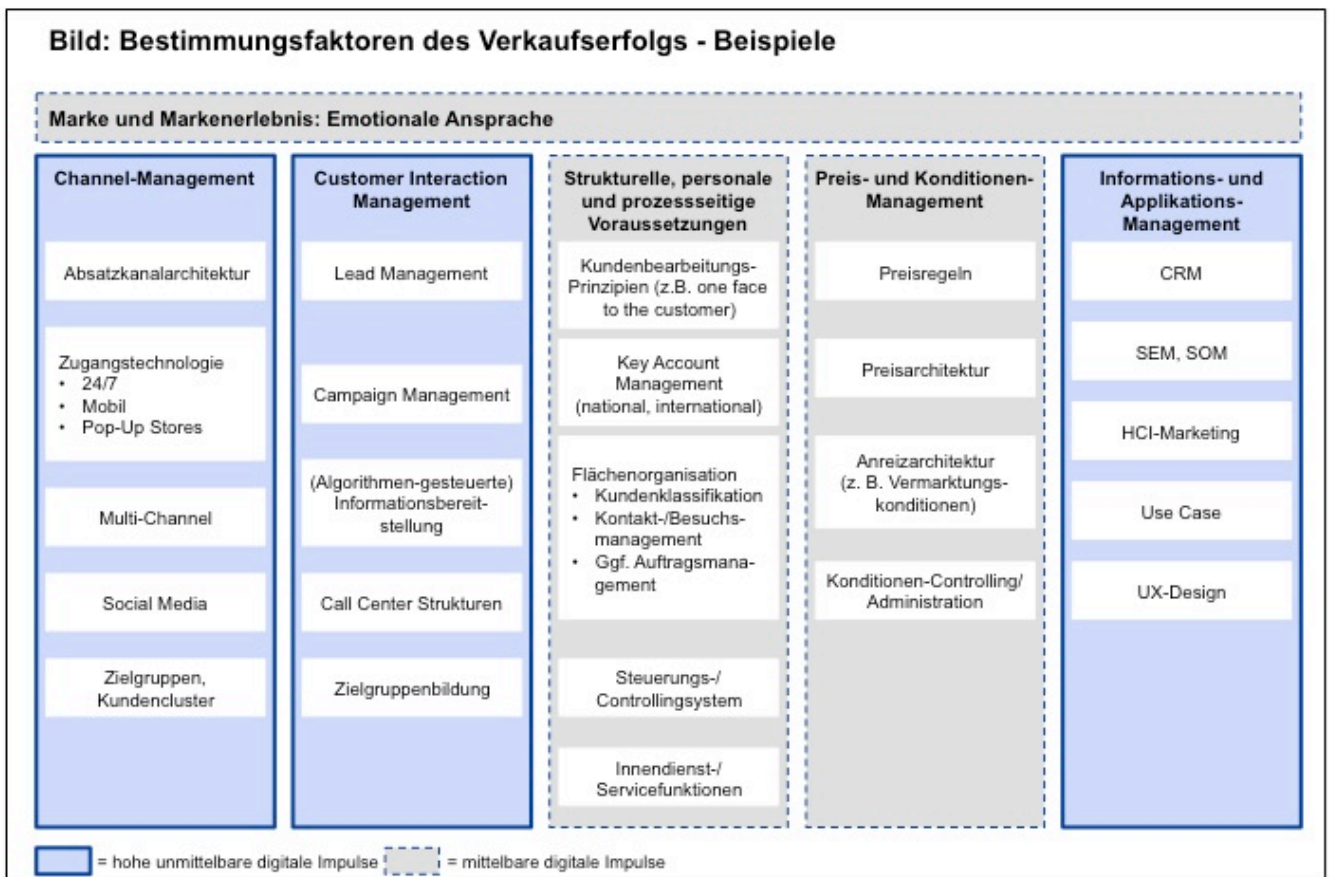 Bild: Bestimmungsfaktoren des Verkaufserfolgs - Beispiele
Marke und Markenerlebnis: Emotionale Ansprache
Channel-Management
Absatzkanalarchitektur
Zugangstechnologie
• 24/7
• Mobil
• Pop-Up Stores
Multi-Channel
Social Media
Zielgruppen,
Kundencluster
Customer Interaction
Management
Lead Management
Campaign Management
(Algorithmen-gesteuerte)
Informationsbereit-
stellung
Call Center Strukturen
Zielgruppenbildung
Strukturelle, personale
und prozessseitige
Voraussetzungen
Kundenbearbeitungs-
Prinzipien (z.B. one face
to the customer)
Key Account
Management
(national, international)
Flächenorganisation
• Kundenklassifikation
• Kontakt-/Besuchs-
management
• Ggf. Auftragsmana-
gement
Steuerungs-/
Controllingsystem
Innendienst-/
Servicefunktionen
Preis- und Konditionen-
Management
Preisregeln
Preisarchitektur
Anreizarchitektur
(z. B. Vermarktungs-
konditionen)
Konditionen-Controlling/
Administration
Informations- und
Applikations-
Management
CRM
SEM, SOM
HCI-Marketing
Use Case
UX-Design
= hohe unmittelbare digitale Impulse
= mittelbare digitale Impulse